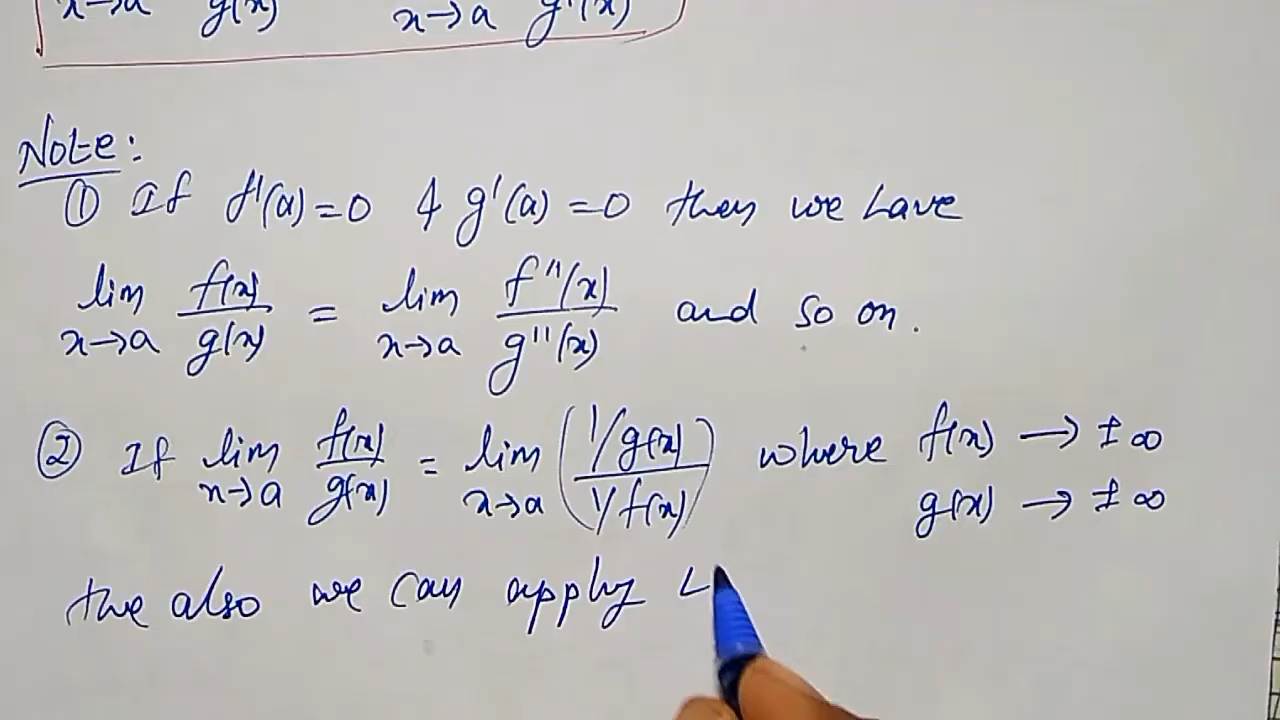 x→a g(x) x→a g'(x)
Note:
① If f'(a)=0 & g'(a)=0 then we have
lim x→a f(x)/g(x) = lim x→a f''(x)/g''(x) and so on.
② If lim x→a f(x)/g(x) = lim x→a (1/g(x) / 1/f(x)) where f(x) → ±∞
g(x) → ±∞
the also we can apply L